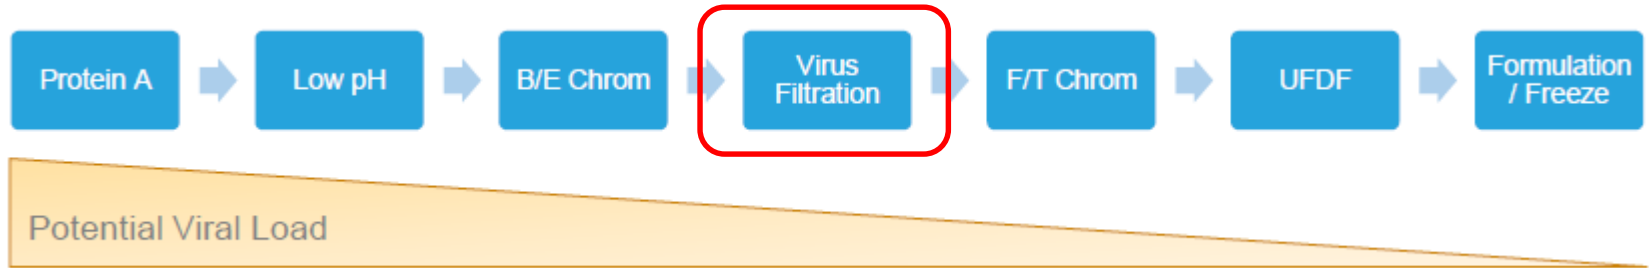 Protein A
Low pH
B/E Chrom
Virus
Filtration
F/T Chrom
UFDF
Formulation
/ Freeze
Potential Viral Load